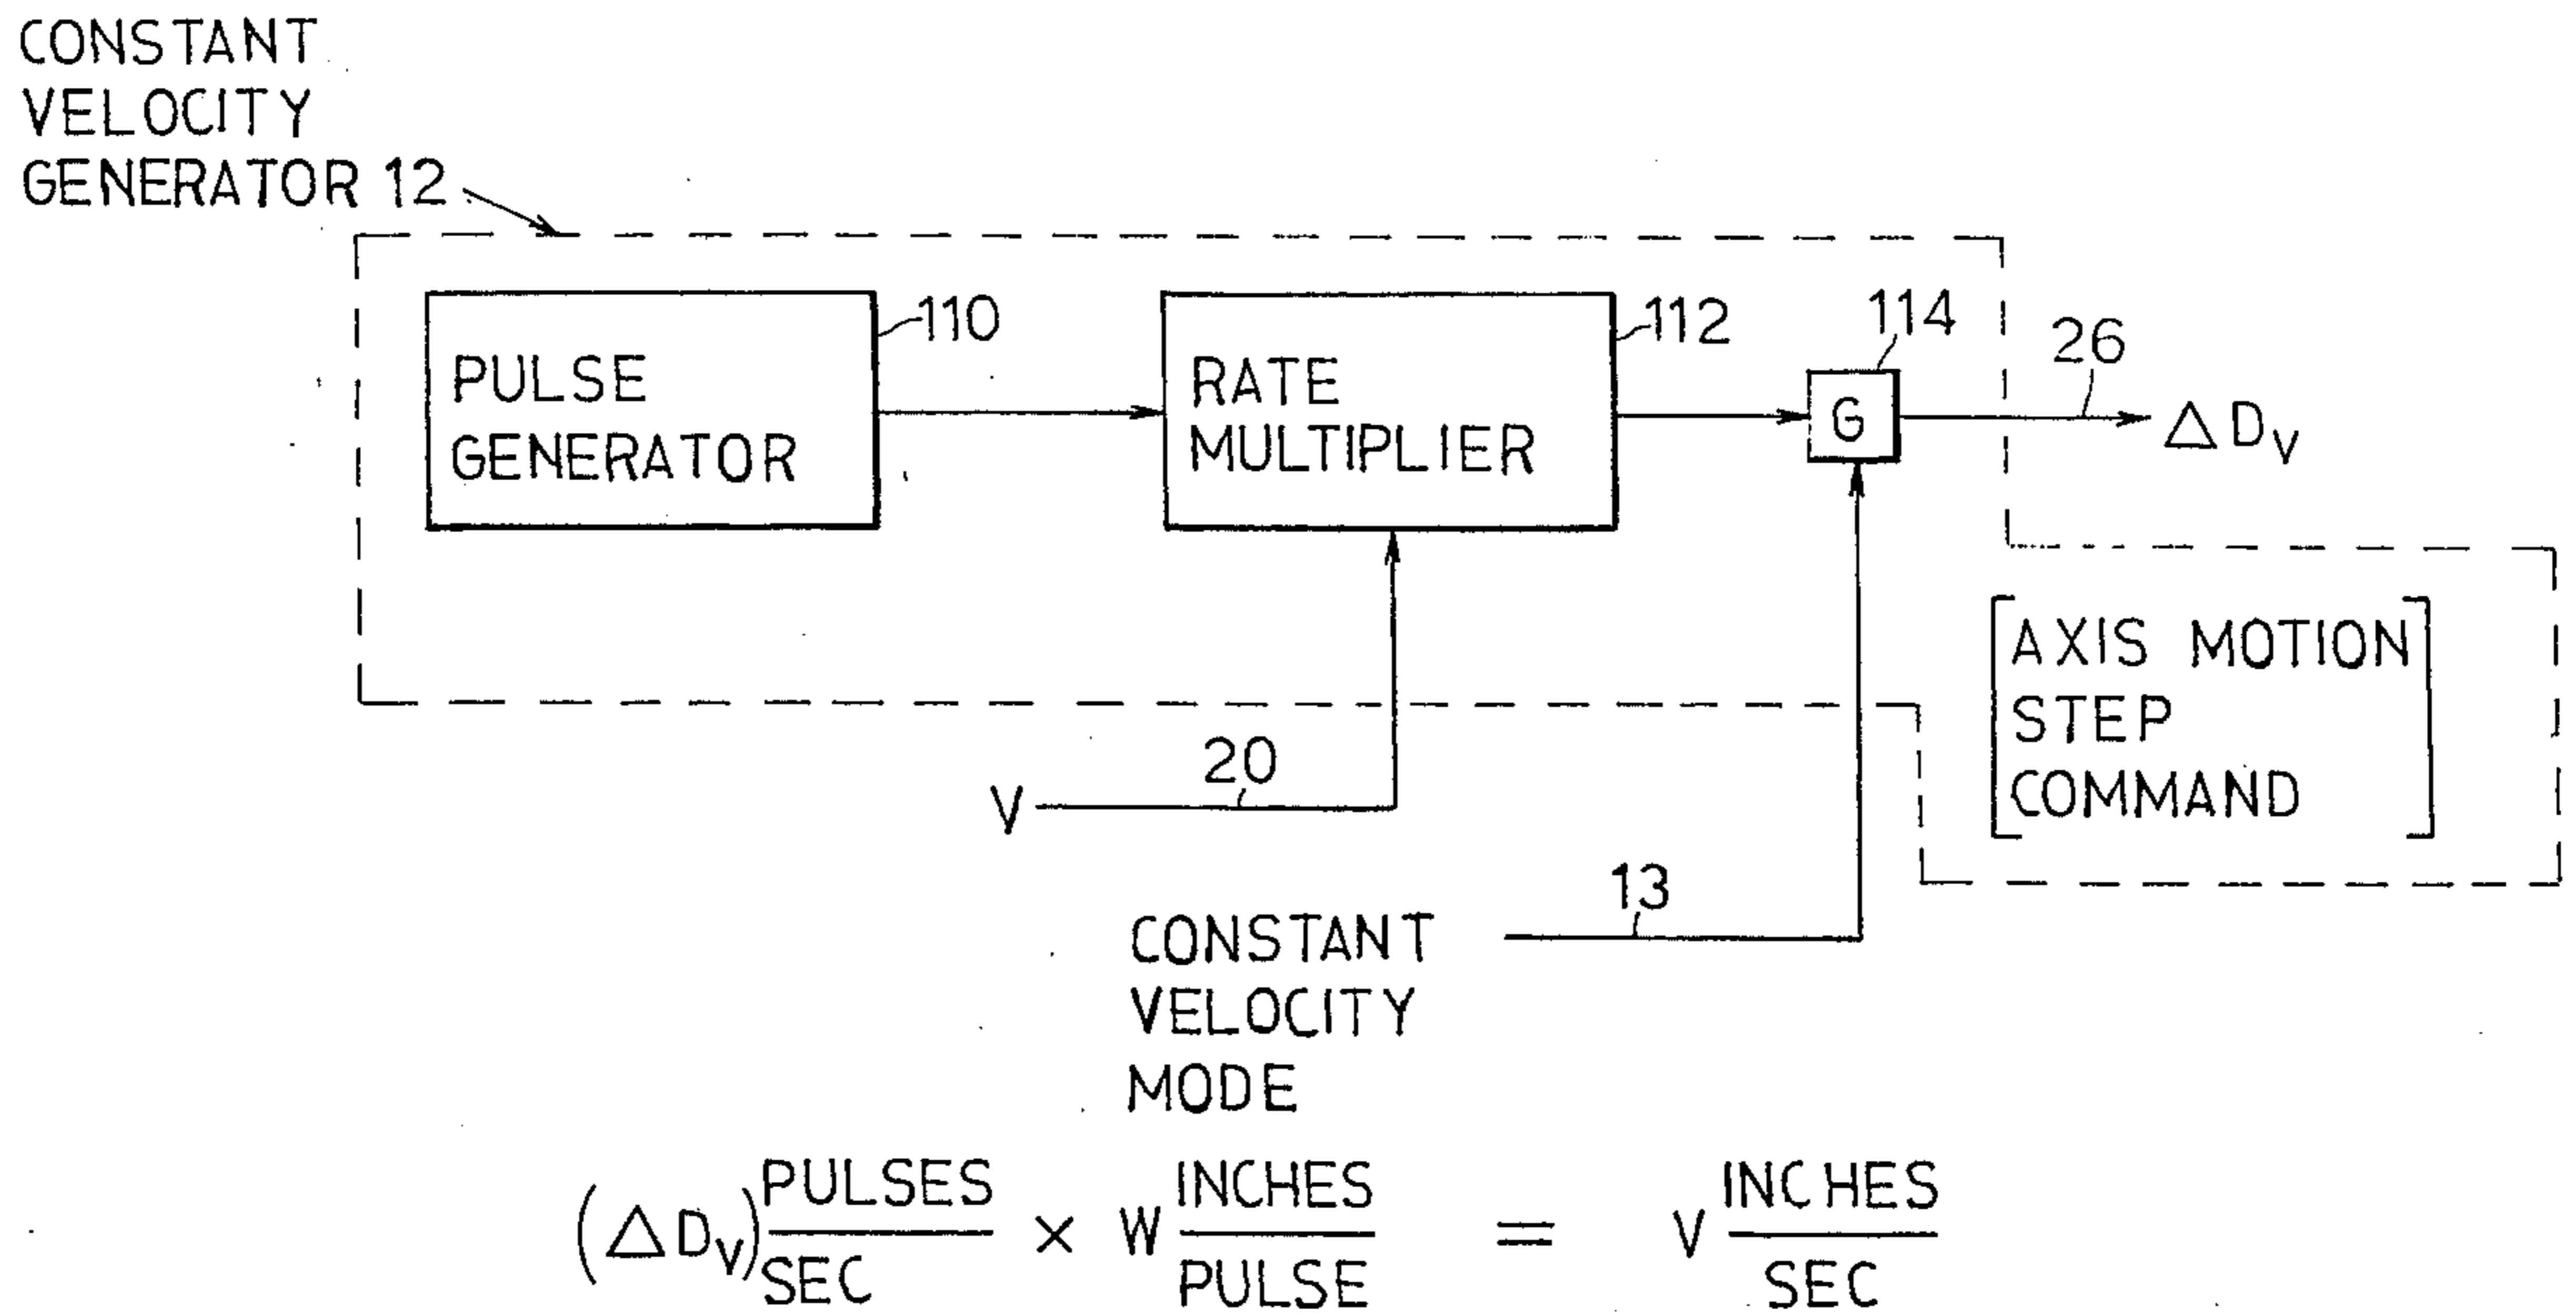 CONSTANT
VELOCITY
GENERATOR 12
PULSE
GENERATOR
110
RATE
MULTIPLIER
112
G
114
26
ΔDV
AXIS MOTION
STEP
COMMAND
V
20
13
CONSTANT
VELOCITY
MODE
(ΔDV) PULSES/SEC × W INCHES/PULSE = V INCHES/SEC